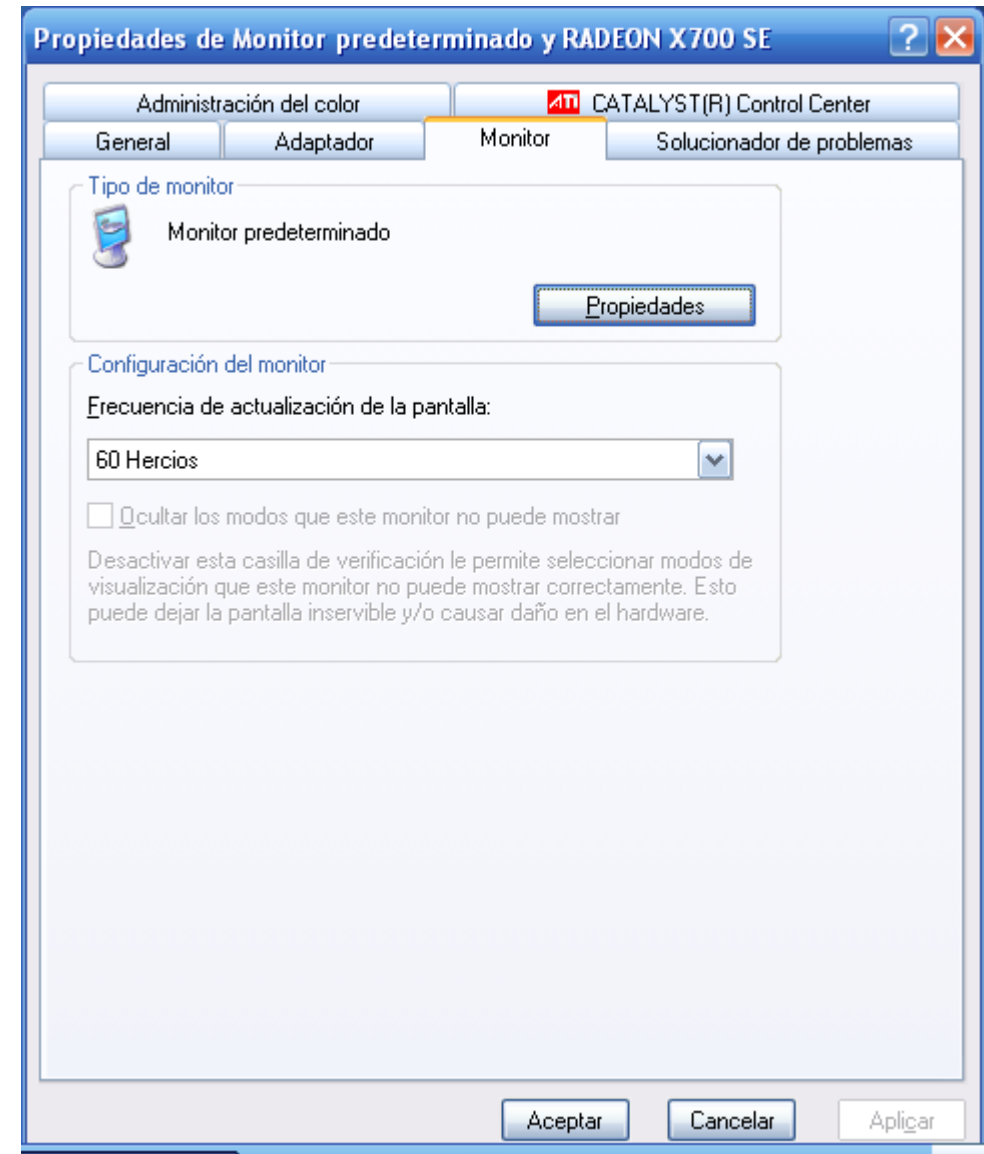 Propiedades de Monitor predeterminado y RADEON X700 SE
Administración del color
ATI CATALYST(R) Control Center
General
Adaptador
Monitor
Solucionador de problemas
Tipo de monitor
Monitor predeterminado
Propiedades
Configuración del monitor
Frecuencia de actualización de la pantalla:
60 Hercios
Ocultar los modos que este monitor no puede mostrar
Desactivar esta casilla de verificación le permite seleccionar modos de
visualización que este monitor no puede mostrar correctamente. Esto
puede dejar la pantalla inservible y/o causar daño en el hardware.
Aceptar
Cancelar
Aplicar